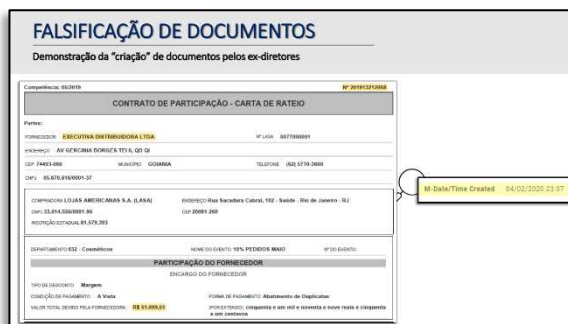 FALSIFICAÇÃO DE DOCUMENTOS
Demonstração da "criação" de documentos pelos ex-diretores
Competência: 05/2019 Nº 201913212068
CONTRATO DE PARTICIPAÇÃO - CARTA DE RATEIO
Partes:
FORNECEDOR EXECUTIVA DISTRIBUIDORA LTDA Nº LASA 0077000001
ENDEREÇO AV GERCINIA BORGES TEI 6, QD QI
CEP 74493-060 MUNICÍPIO GOIANIA TELEFONE (62) 5770-3600
CNPJ 05.870.616/0001-37
COMPRADORA LOJAS AMERICANAS S.A. (LASA) ENDEREÇO Rua Sacadura Cabral, 102 - Saúde - Rio de Janeiro - RJ
CNPJ 33.014.556/0001-96 CEP 20081-260
INSCRIÇÃO ESTADUAL 81.579.393
DEPARTAMENTO 032 - Cosméticos NOME DO EVENTO: 10% PEDIDOS MAIO Nº DO EVENTO:
PARTICIPAÇÃO DO FORNECEDOR
ENCARGO DO FORNECEDOR
TIPO DE DESCONTO Margem
CONDIÇÃO DE PAGAMENTO A Vista FORMA DE PAGAMENTO Abatimento de Duplicatas
VALOR TOTAL DEVIDO PELA FORNECEDORA R$ 51.099,51 (POR EXTENSO) cinquenta e um mil e noventa e nove reais e cinquenta
e um centavos
M-Date/Time Created 04/02/2020 23:07